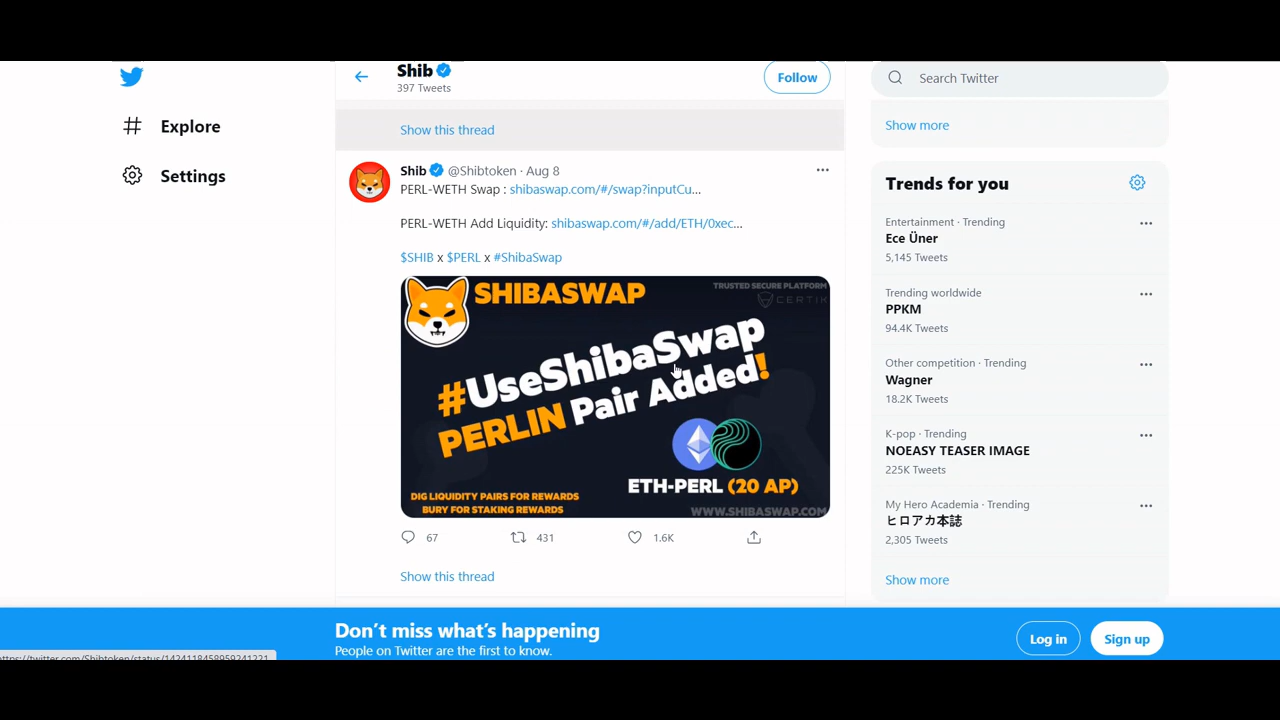 Shib
397 Tweets
Follow
Search Twitter
Explore
Settings
Show this thread
Shib @Shibtoken · Aug 8
PERL-WETH Swap : shibaswap.com/#/swap?inputCu...
PERL-WETH Add Liquidity: shibaswap.com/#/add/ETH/0xec...
$SHIB x $PERL x #ShibaSwap
SHIBASWAP
TRUSTED SECURE PLATFORM
CERTIK
#UseShibaSwap
PERLIN Pair Added!
ETH-PERL (20 AP)
DIG LIQUIDITY PAIRS FOR REWARDS
BURY FOR STAKING REWARDS
WWW.SHIBASWAP.COM
67
431
1.6K
Show this thread
Show more
Trends for you
Entertainment · Trending
Ece Üner
5,145 Tweets
Trending worldwide
PPKM
94.4K Tweets
Other competition · Trending
Wagner
18.2K Tweets
K-pop · Trending
NOEASY TEASER IMAGE
225K Tweets
My Hero Academia · Trending
ヒロアカ本誌
2,305 Tweets
Show more
Don't miss what's happening
People on Twitter are the first to know.
Log in
Sign up
https://twitter.com/Shibtoken/status/1424118458959241221